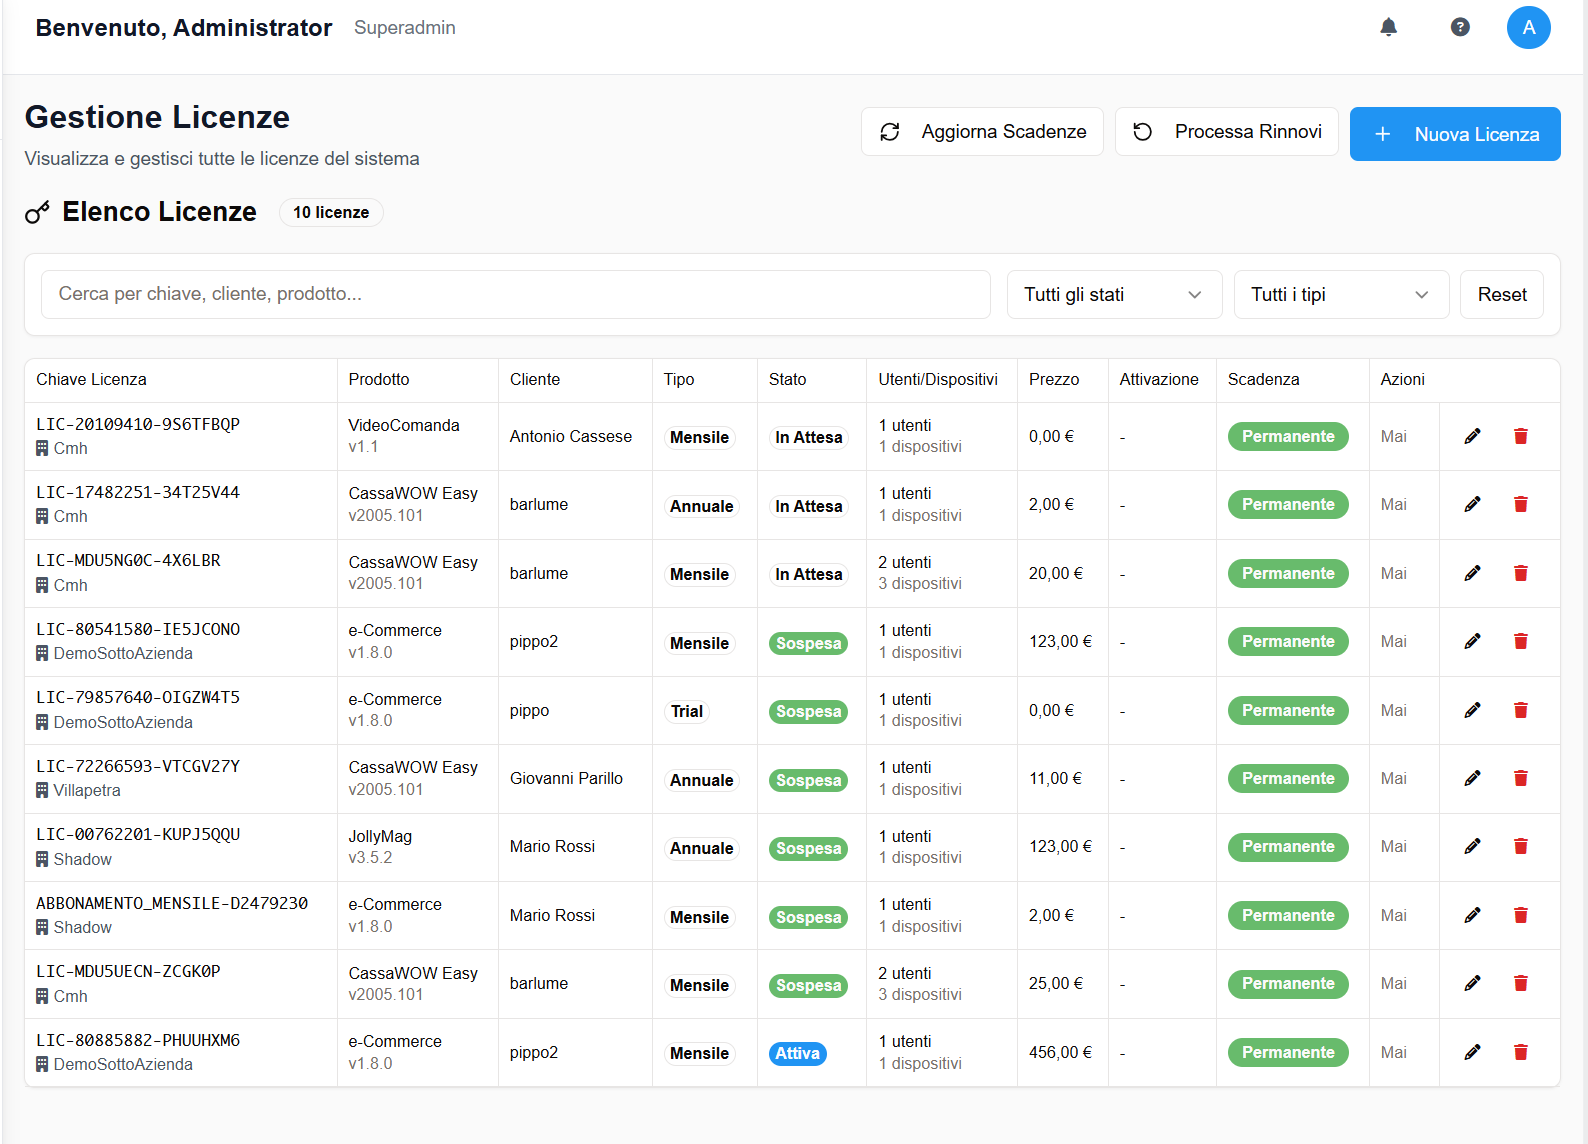 Benvenuto, Administrator Superadmin
A
Gestione Licenze
Visualizza e gestisci tutte le licenze del sistema
Aggiorna Scadenze
Processa Rinnovi
Nuova Licenza
Elenco Licenze 10 licenze
Cerca per chiave, cliente, prodotto...
Tutti gli stati
Tutti i tipi
Reset
Chiave Licenza Prodotto Cliente Tipo Stato Utenti/Dispositivi Prezzo Attivazione Scadenza Azioni
LIC-20109410-9S6TFBQP VideoComanda Antonio Cassese Mensile In Attesa 1 utenti 0,00 € - Permanente Mai
Cmh v1.1 1 dispositivi
LIC-17482251-34T25V44 CassaWOW Easy barlume Annuale In Attesa 1 utenti 2,00 € - Permanente Mai
Cmh v2005.101 1 dispositivi
LIC-MDU5NG0C-4X6LBR CassaWOW Easy barlume Mensile In Attesa 2 utenti 20,00 € - Permanente Mai
Cmh v2005.101 3 dispositivi
LIC-80541580-IE5JCONO e-Commerce pippo2 Mensile Sospesa 1 utenti 123,00 € - Permanente Mai
DemoSottoAzienda v1.8.0 1 dispositivi
LIC-79857640-OIGZW4T5 e-Commerce pippo Trial Sospesa 1 utenti 0,00 € - Permanente Mai
DemoSottoAzienda v1.8.0 1 dispositivi
LIC-72266593-VTCGV27Y CassaWOW Easy Giovanni Parillo Annuale Sospesa 1 utenti 11,00 € - Permanente Mai
Villapetra v2005.101 1 dispositivi
LIC-00762201-KUPJ5QQU JollyMag Mario Rossi Annuale Sospesa 1 utenti 123,00 € - Permanente Mai
Shadow v3.5.2 1 dispositivi
ABBONAMENTO_MENSILE-D2479230 e-Commerce Mario Rossi Mensile Sospesa 1 utenti 2,00 € - Permanente Mai
Shadow v1.8.0 1 dispositivi
LIC-MDU5UECN-ZCGK0P CassaWOW Easy barlume Mensile Sospesa 2 utenti 25,00 € - Permanente Mai
Cmh v2005.101 3 dispositivi
LIC-80885882-PHUUHXM6 e-Commerce pippo2 Mensile Attiva 1 utenti 456,00 € - Permanente Mai
DemoSottoAzienda v1.8.0 1 dispositivi